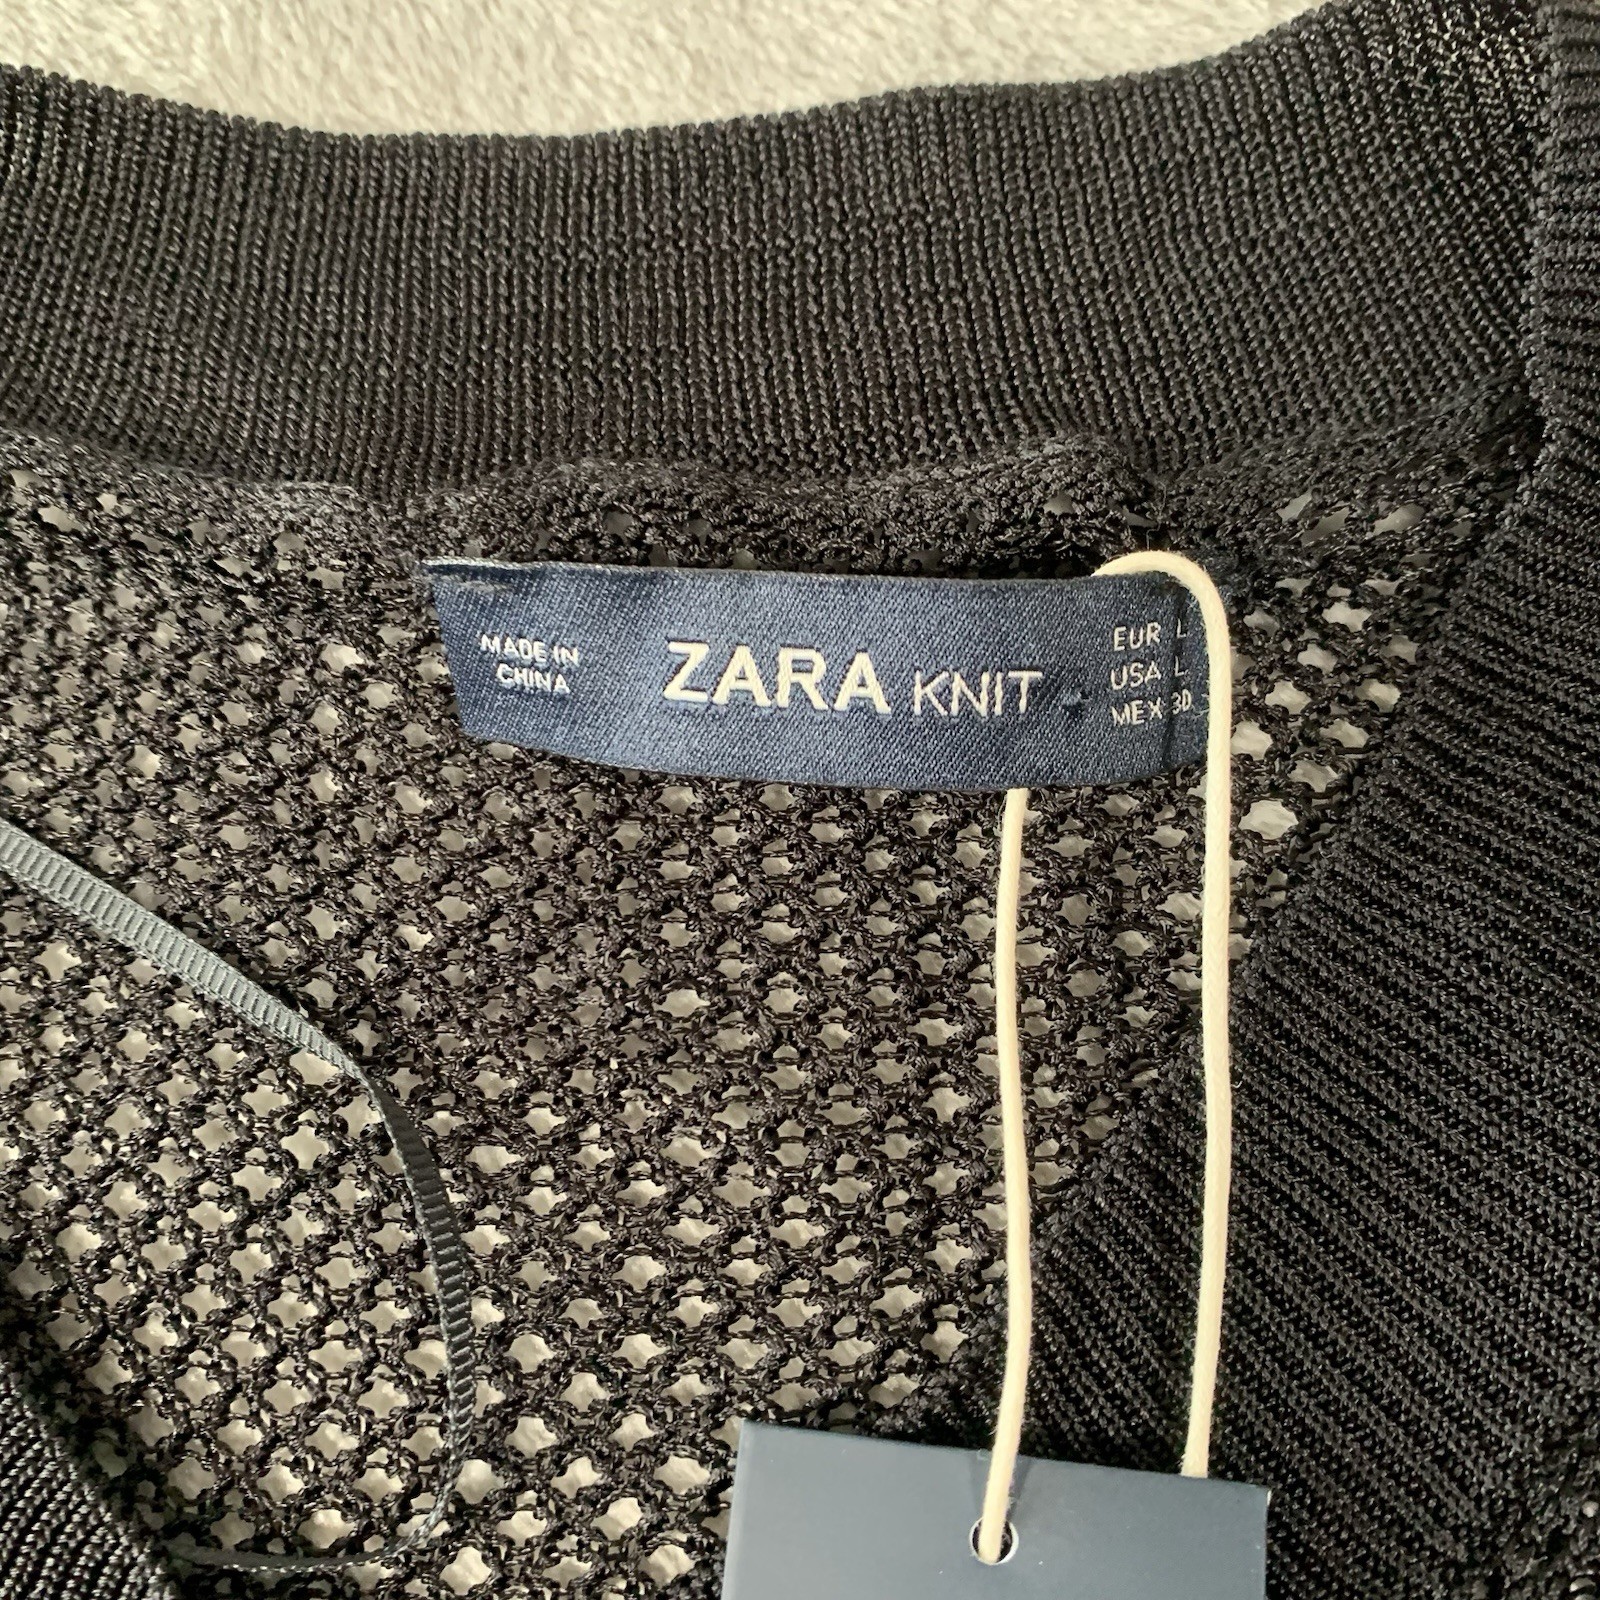 MADE IN
CHINA
ZARA KNIT
EUR L
USA L
MEX 30